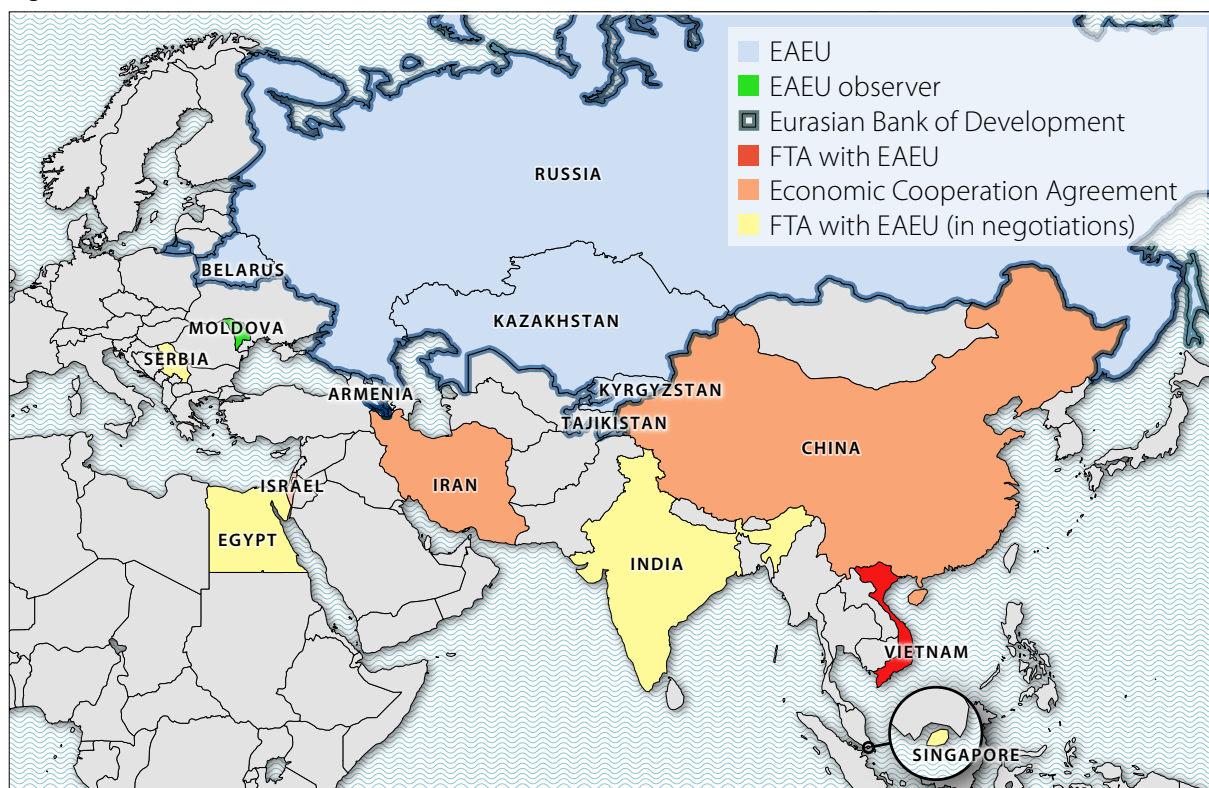 EAEU
EAEU observer
Eurasian Bank of Development
FTA with EAEU
Economic Cooperation Agreement
FTA with EAEU (in negotiations)
RUSSIA
BELARUS
KAZAKHSTAN
MOLDOVA
SERBIA
ARMENIA
KYRGYZSTAN
TAJIKISTAN
CHINA
ISRAEL
IRAN
EGYPT
INDIA
VIETNAM
SINGAPORE